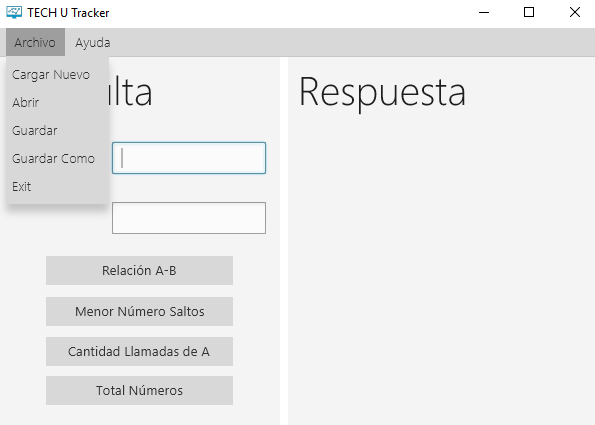 TECH U Tracker
Archivo Ayuda
Cargar Nuevo
Abrir
Guardar
Guardar Como
Exit
Respuesta
Relación A-B
Menor Número Saltos
Cantidad Llamadas de A
Total Números